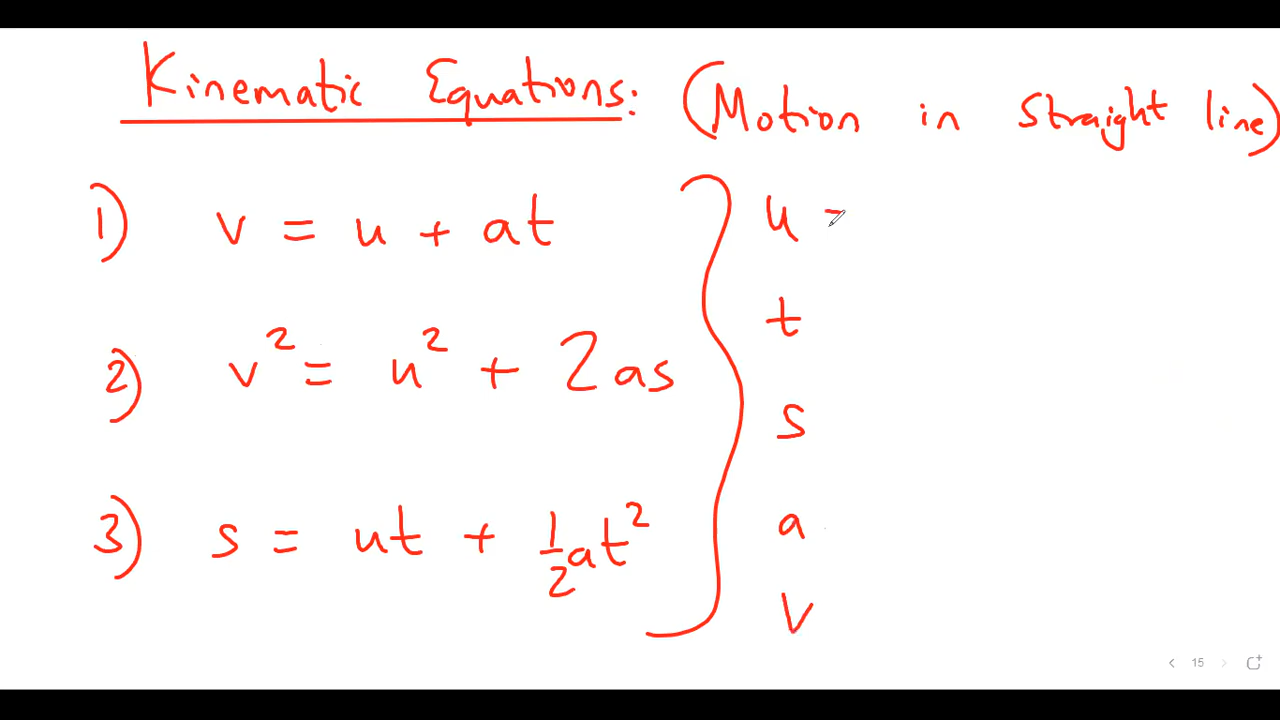 Kinematic Equations: (Motion in straight line)
1) v = u + at
2) v² = u² + 2as
3) s = ut + ½at²
u =
t
s
a
v
15